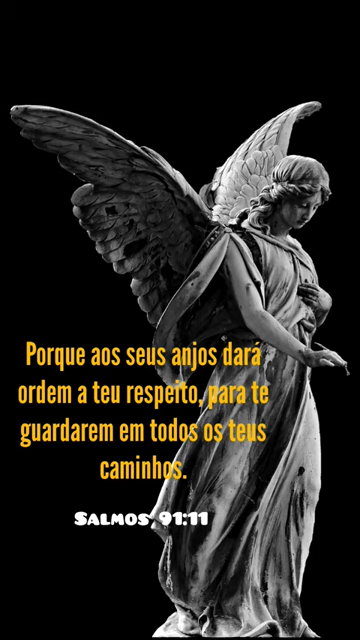 Porque aos seus anjos dará
ordem a teu respeito, para te
guardarem em todos os teus
caminhos.
Salmos, 91:11